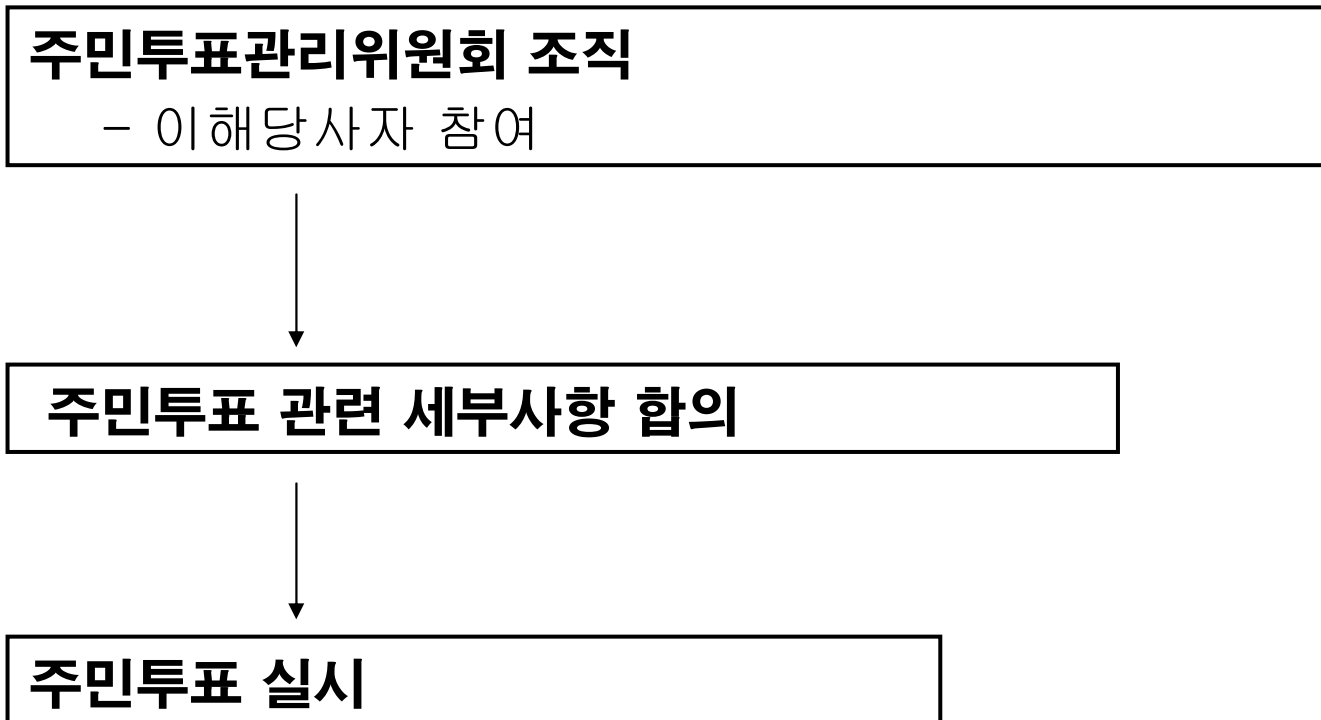 주민투표관리위원회 조직
- 이해당사자 참여
주민투표 관련 세부사항 합의
주민투표 실시